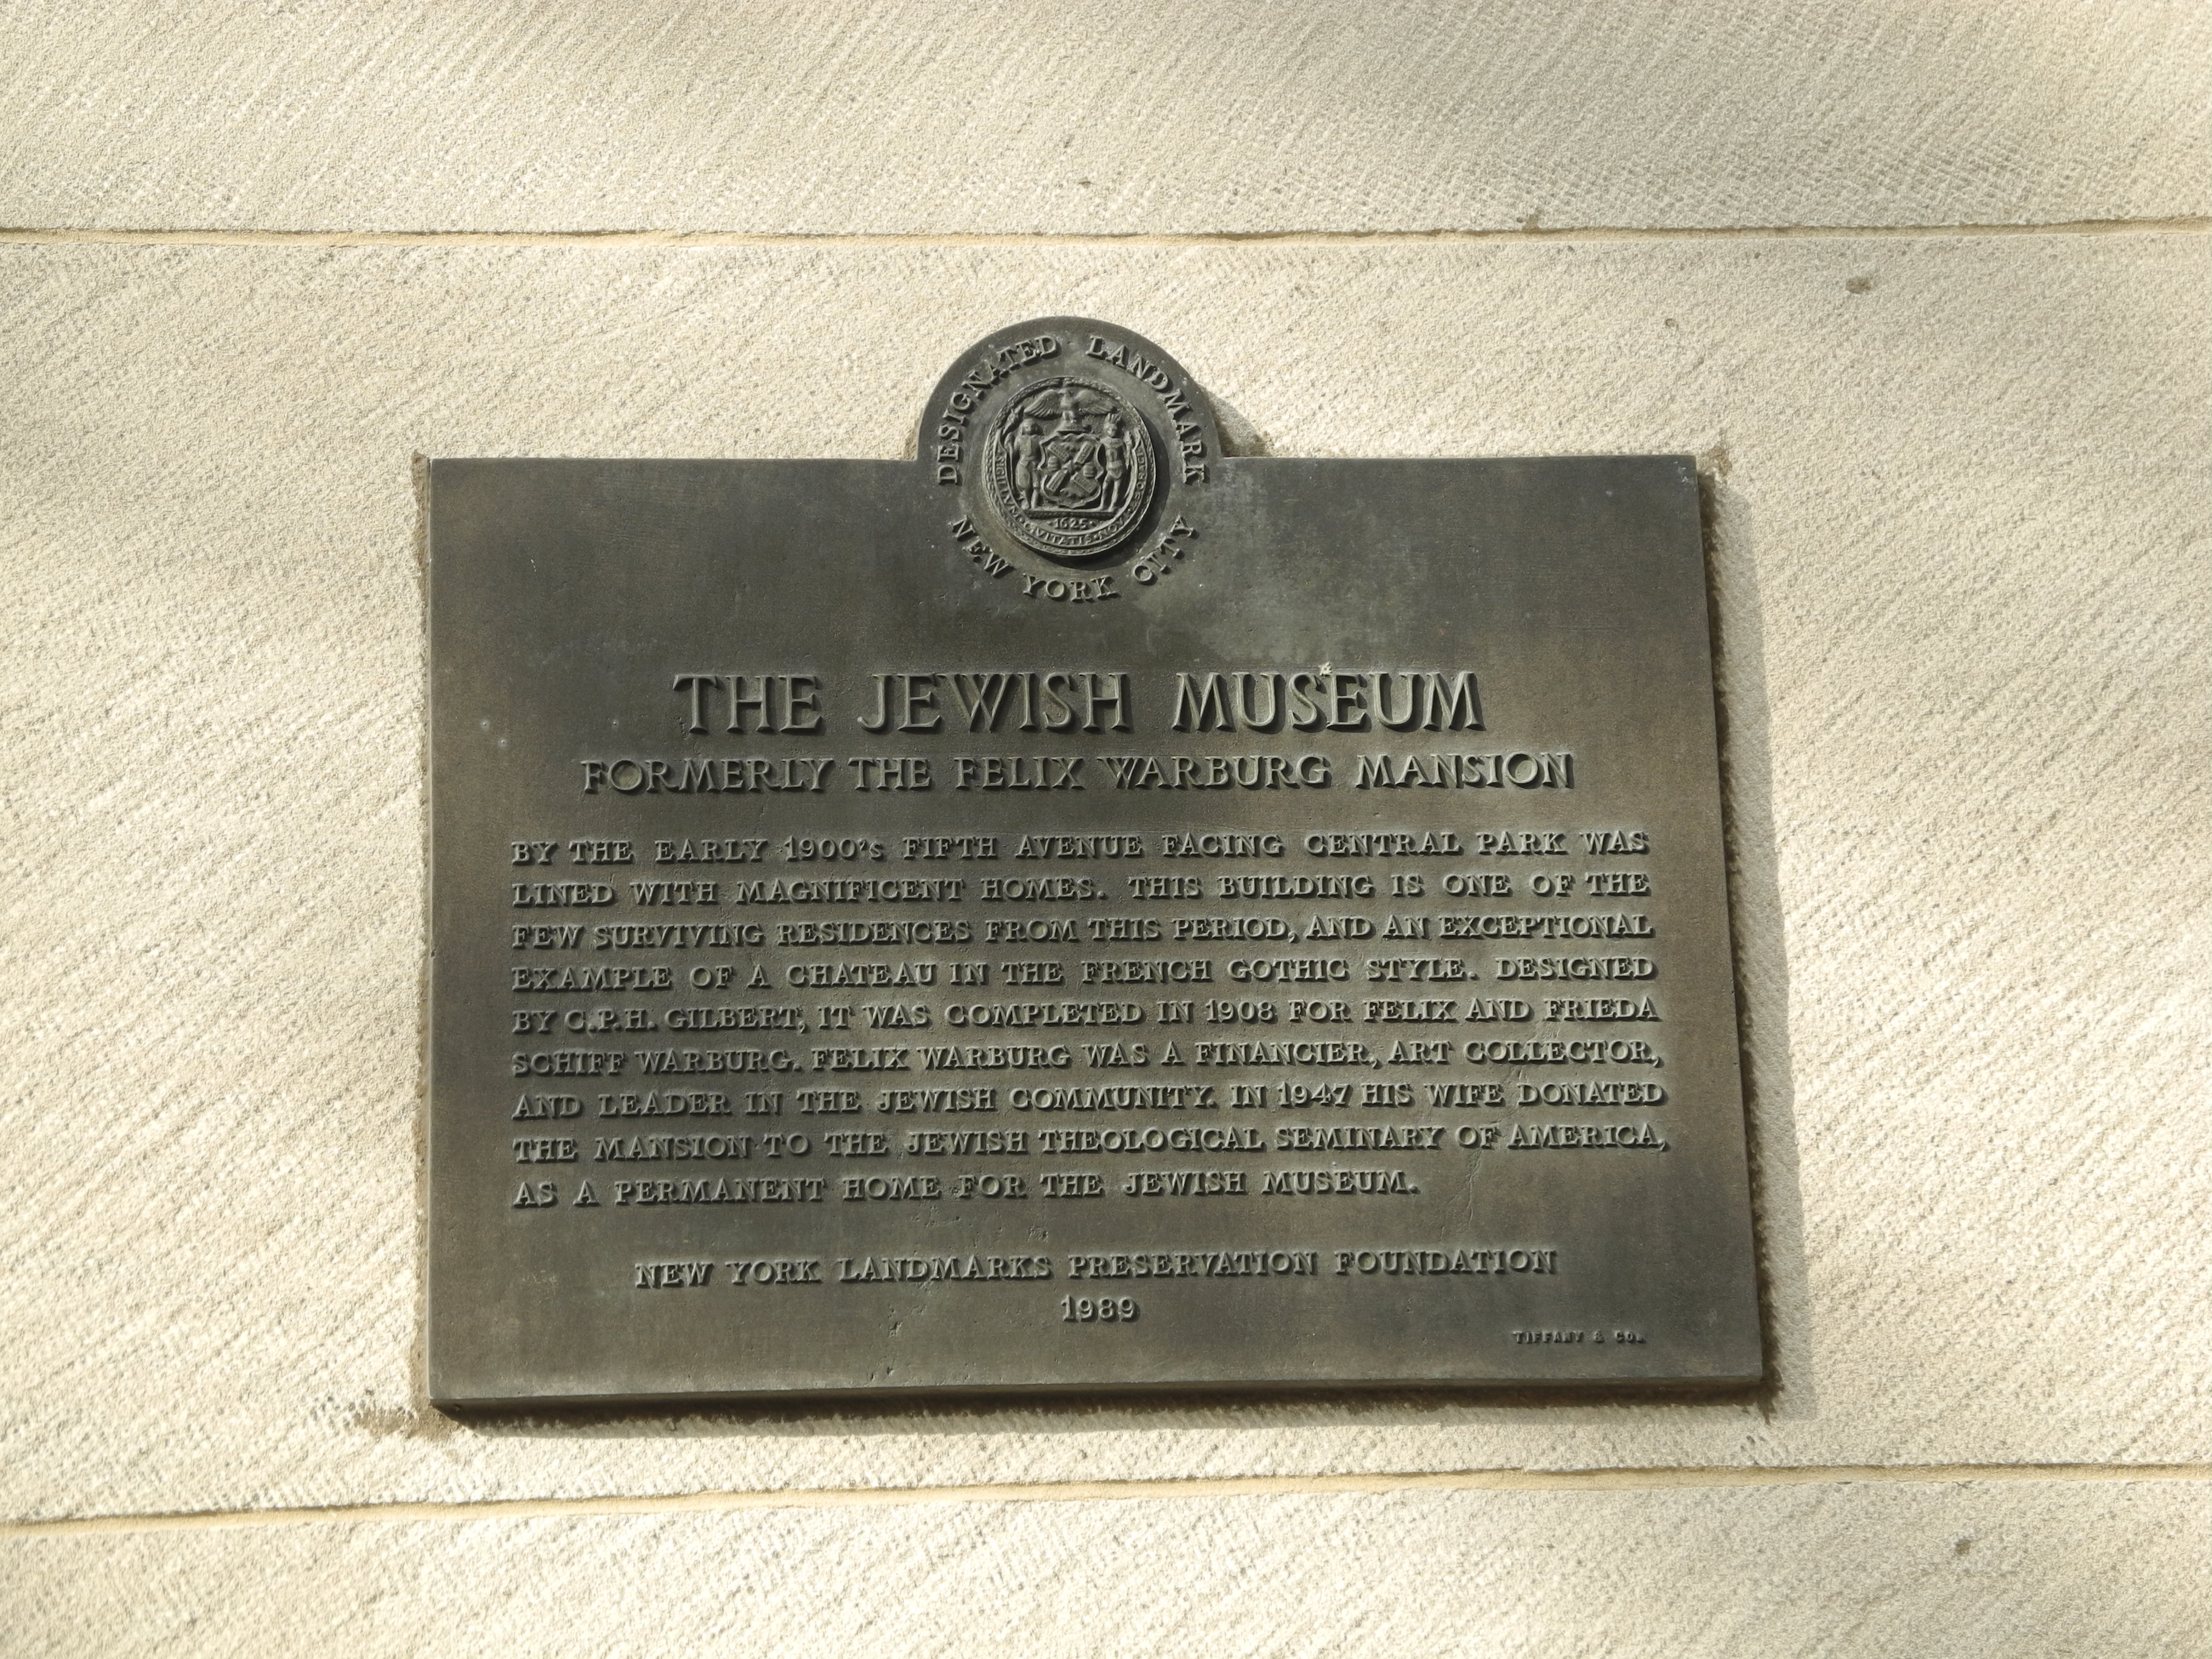 DESIGNATED LANDMARK
NEW YORK CITY
1625
THE JEWISH MUSEUM
FORMERLY THE FELIX WARBURG MANSION
BY THE EARLY 1900's FIFTH AVENUE FACING CENTRAL PARK WAS
LINED WITH MAGNIFICENT HOMES. THIS BUILDING IS ONE OF THE
FEW SURVIVING RESIDENCES FROM THIS PERIOD, AND AN EXCEPTIONAL
EXAMPLE OF A CHATEAU IN THE FRENCH GOTHIC STYLE. DESIGNED
BY C.P.H. GILBERT, IT WAS COMPLETED IN 1908 FOR FELIX AND FRIEDA
SCHIFF WARBURG. FELIX WARBURG WAS A FINANCIER, ART COLLECTOR,
AND LEADER IN THE JEWISH COMMUNITY. IN 1947 HIS WIFE DONATED
THE MANSION TO THE JEWISH THEOLOGICAL SEMINARY OF AMERICA,
AS A PERMANENT HOME FOR THE JEWISH MUSEUM.
NEW YORK LANDMARKS PRESERVATION FOUNDATION
1989
TIFFANY & CO.